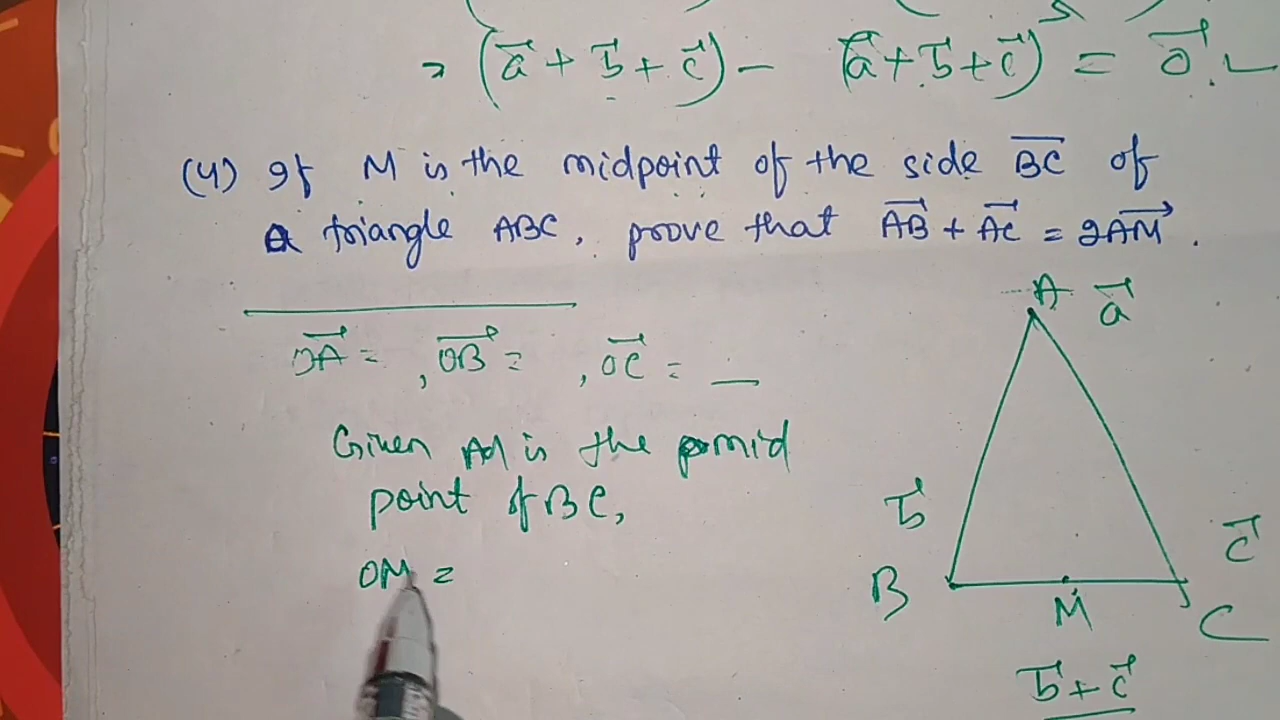 = (a⃗ + b⃗ + c⃗) - (a⃗ + b⃗ + c⃗) = 0⃗.
(4) If M is the midpoint of the side BC of
a triangle ABC, prove that AB⃗ + AC⃗ = 2AM⃗.
OA⃗ = , OB⃗ = , OC⃗ = _
Given M is the mid
point of BC,
OM =
A a⃗
b⃗
c⃗
B
M
C
b⃗ + c⃗